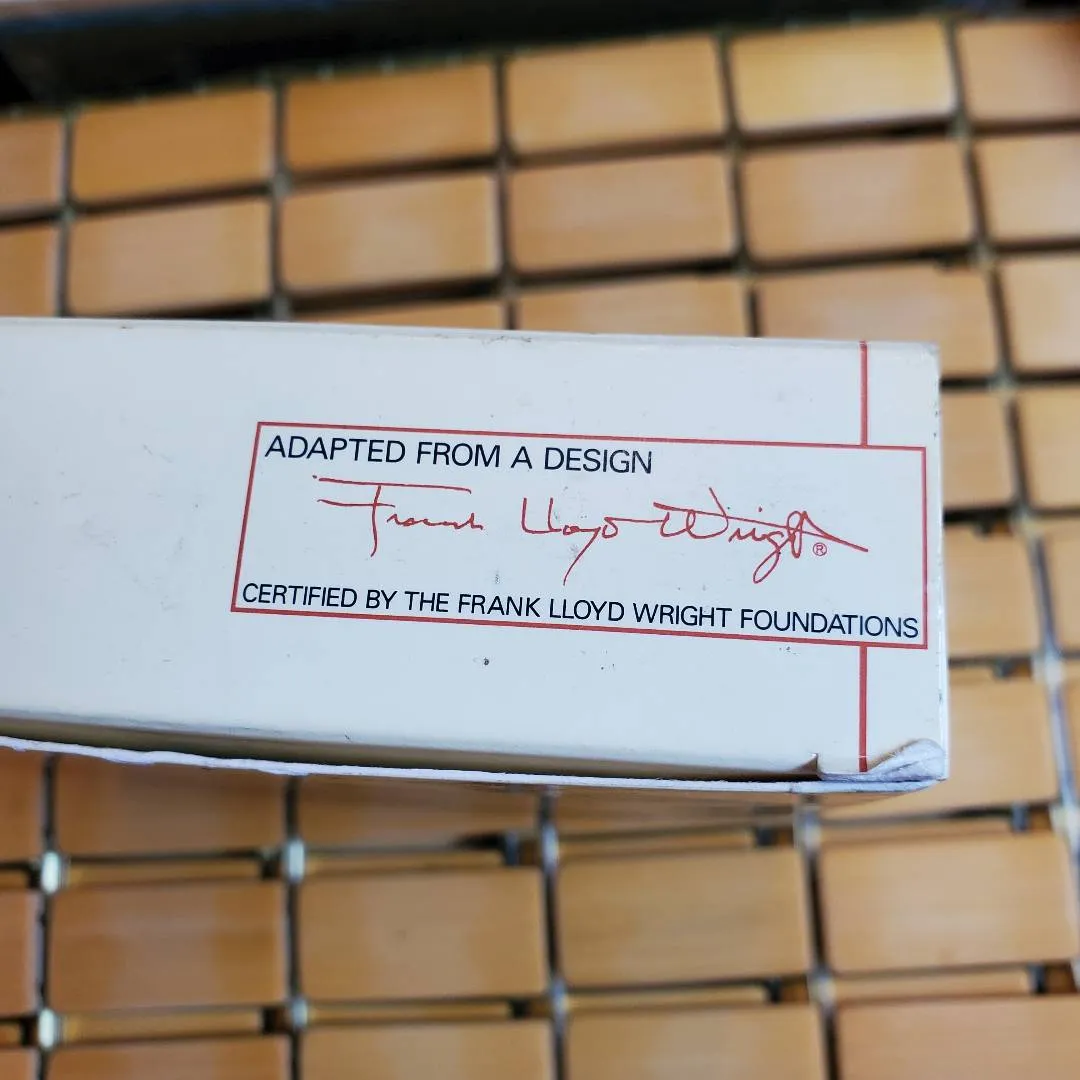 ADAPTED FROM A DESIGN
Frank Lloyd Wright®
CERTIFIED BY THE FRANK LLOYD WRIGHT FOUNDATIONS